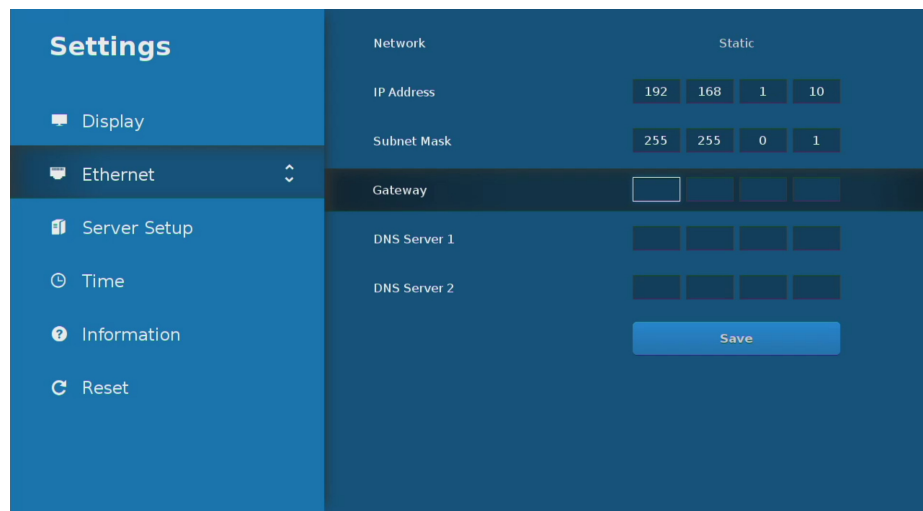 Settings
Display
Ethernet
Server Setup
Time
Information
Reset
Network Static
IP Address 192 168 1 10
Subnet Mask 255 255 0 1
Gateway
DNS Server 1
DNS Server 2
Save